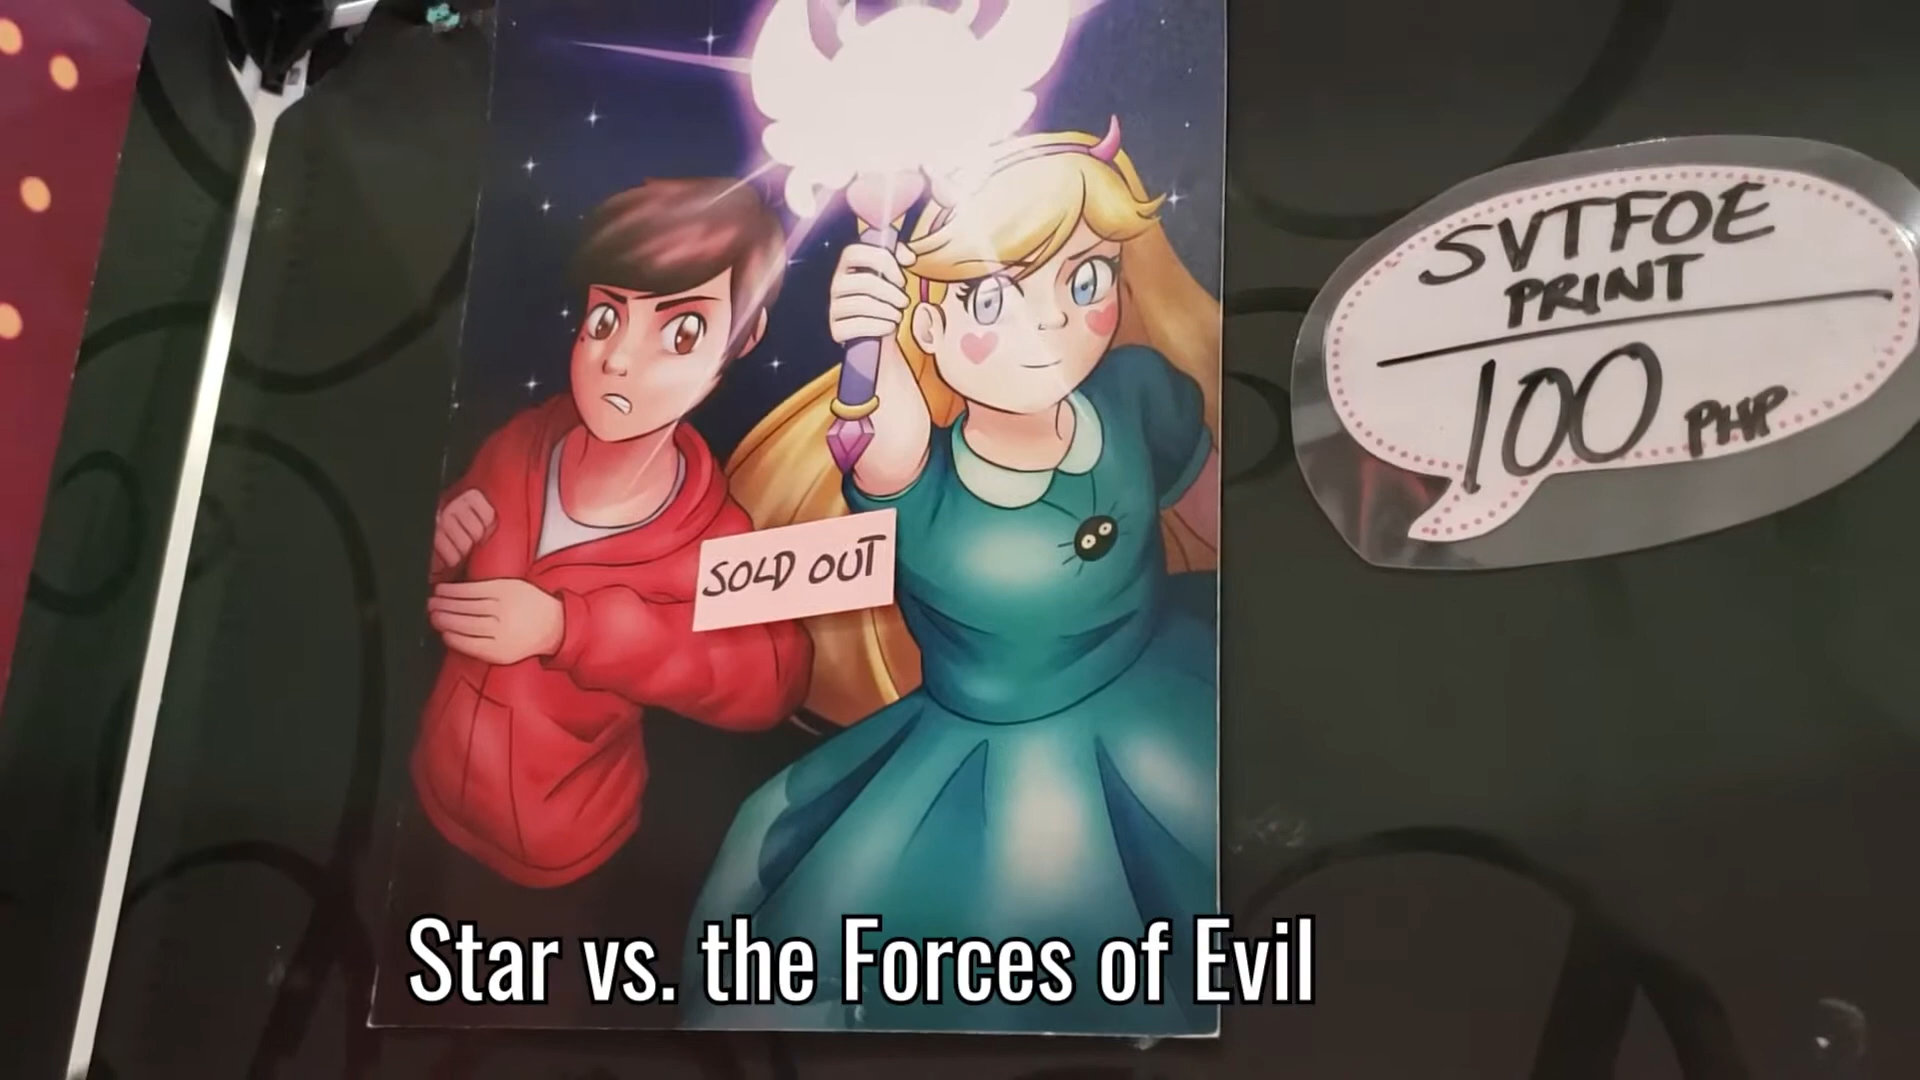 SVTFOE
PRINT
100 PHP
SOLD OUT
Star vs. the Forces of Evil